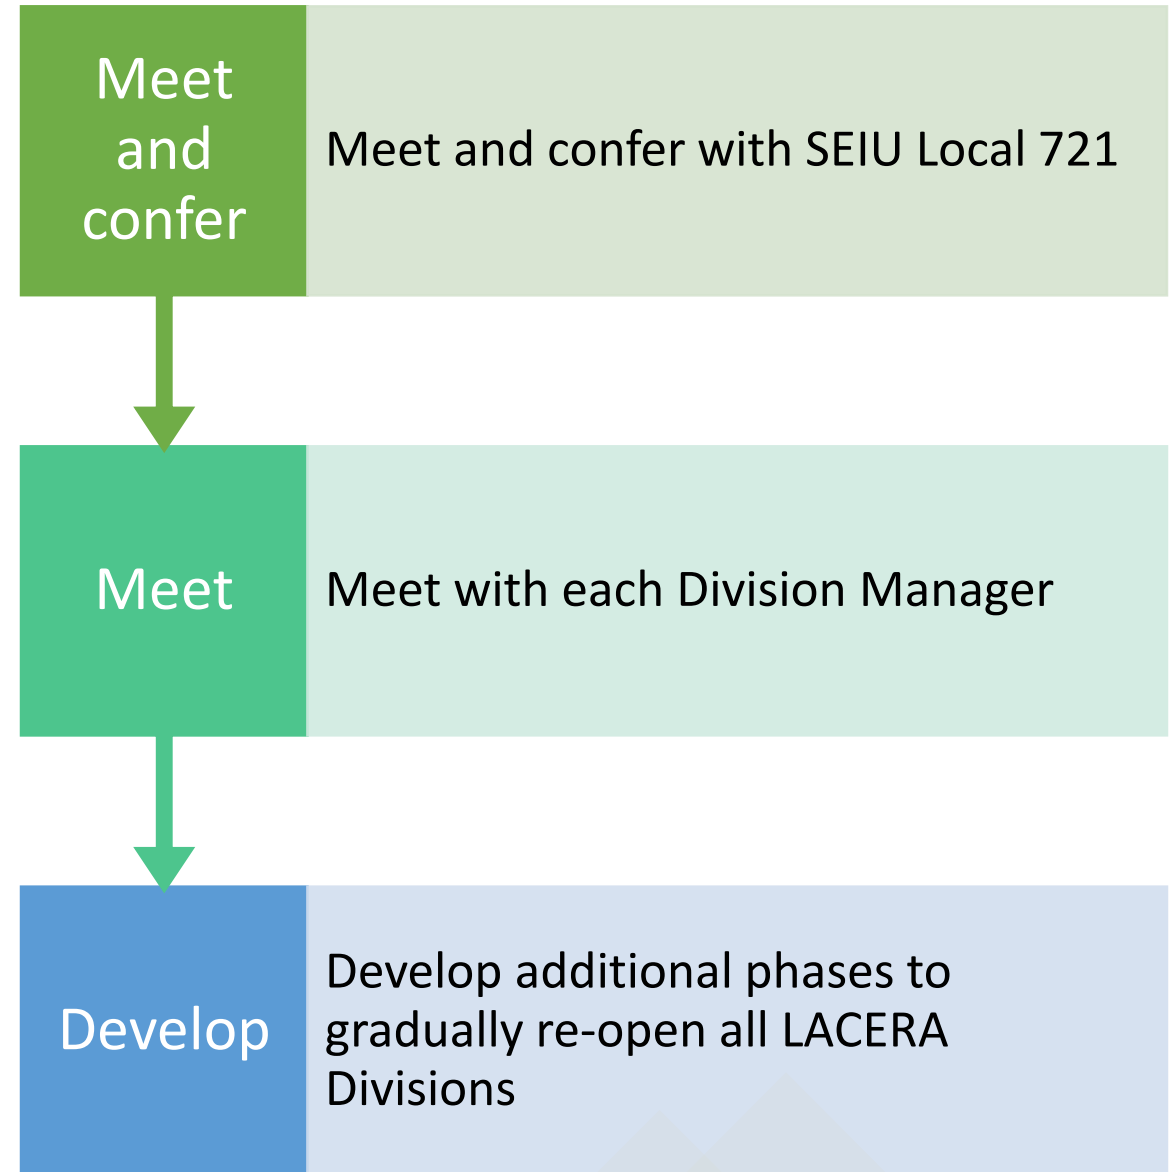 Meet
and
confer
Meet and confer with SEIU Local 721
Meet
Meet with each Division Manager
Develop
Develop additional phases to
gradually re-open all LACERA
Divisions